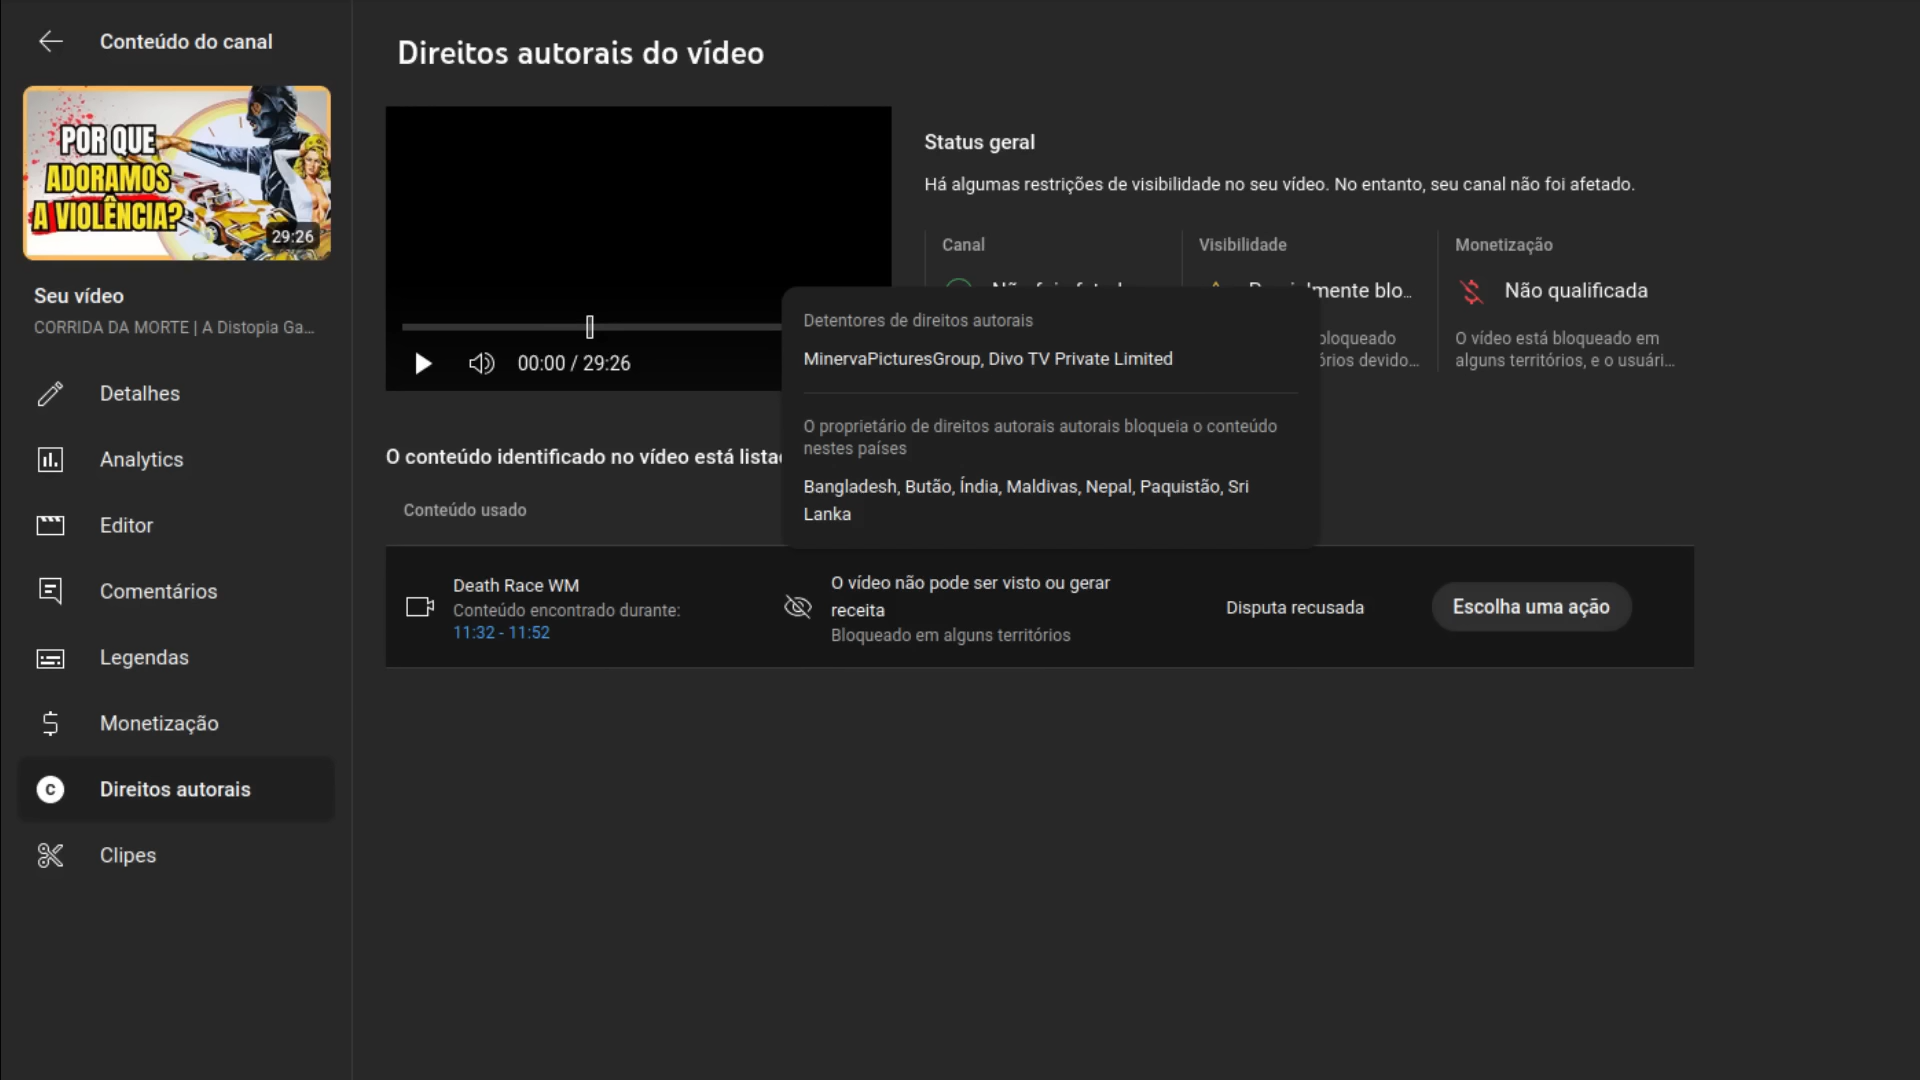 Conteúdo do canal
POR QUE
ADORAMOS
A VIOLÊNCIA?
29:26
Seu vídeo
CORRIDA DA MORTE | A Distopia Ga...
Detalhes
Analytics
Editor
Comentários
Legendas
Monetização
Direitos autorais
Clipes
Direitos autorais do vídeo
00:00 / 29:26
Status geral
Há algumas restrições de visibilidade no seu vídeo. No entanto, seu canal não foi afetado.
Canal
Visibilidade
Monetização
Não qualificada
bloqueado
O vídeo está bloqueado em
alguns territórios, e o usuári...
Detentores de direitos autorais
MinervaPicturesGroup, Divo TV Private Limited
O proprietário de direitos autorais autorais bloqueia o conteúdo
nestes países
Bangladesh, Butão, Índia, Maldivas, Nepal, Paquistão, Sri
Lanka
O conteúdo identificado no vídeo está
Conteúdo usado
Death Race WM
Conteúdo encontrado durante:
11:32 - 11:52
O vídeo não pode ser visto ou gerar
receita
Bloqueado em alguns territórios
Disputa recusada
Escolha uma ação